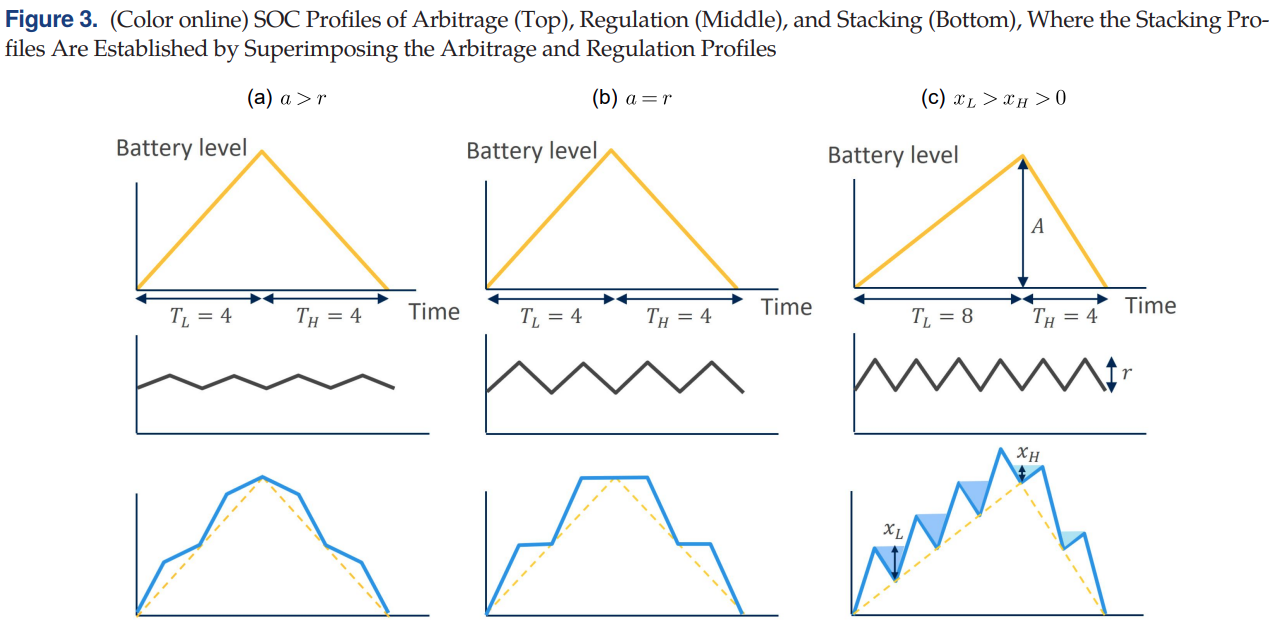 Figure 3. (Color online) SOC Profiles of Arbitrage (Top), Regulation (Middle), and Stacking (Bottom), Where the Stacking Pro-
files Are Established by Superimposing the Arbitrage and Regulation Profiles
(a) a > r
(b) a = r
(c) x_L > x_H > 0
Battery level
Battery level
Battery level
A
T_L = 4
T_H = 4
Time
T_L = 4
T_H = 4
Time
T_L = 8
T_H = 4
Time
r
x_H
x_L